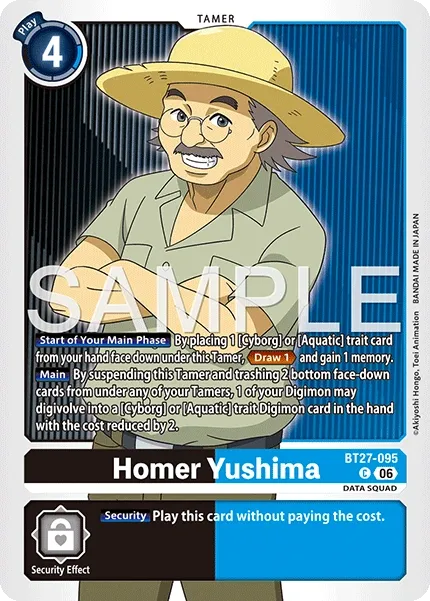 TAMER
Play
4
SAMPLE
Start of Your Main Phase By placing 1 [Cyborg] or [Aquatic] trait card
from your hand face down under this Tamer, Draw 1 and gain 1 memory.
Main By suspending this Tamer and trashing 2 bottom face-down
cards from under any of your Tamers, 1 of your Digimon may
digivolve into a [Cyborg] or [Aquatic] trait Digimon card in the hand
with the cost reduced by 2.
©Akiyoshi Hongo, Toei Animation BANDAI MADE IN JAPAN
Homer Yushima
BT27-095
C 06
DATA SQUAD
Security Play this card without paying the cost.
Security Effect